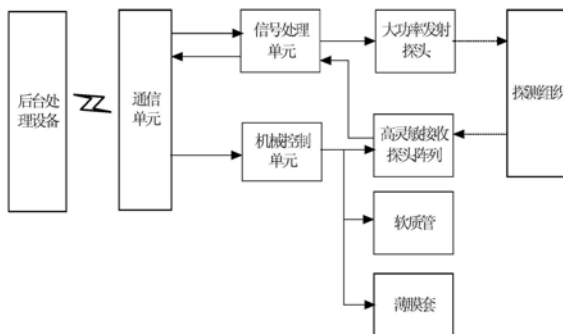 后台处
理设备
通信
单元
信号处理
单元
大功率发射
探头
探测组织
机械控制
单元
高灵敏接收
探头阵列
软质管
薄膜套